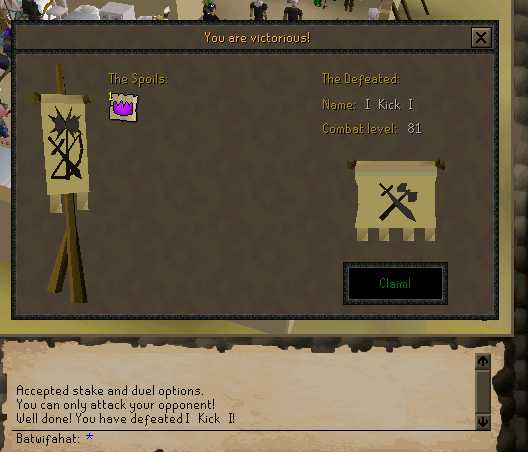 You are victorious!
The Spoils:
1
The Defeated:
Name: I Kick I
Combat level: 81
Claim!
Accepted stake and duel options.
You can only attack your opponent!
Well done! You have defeated I Kick I!
Batwifahat: *